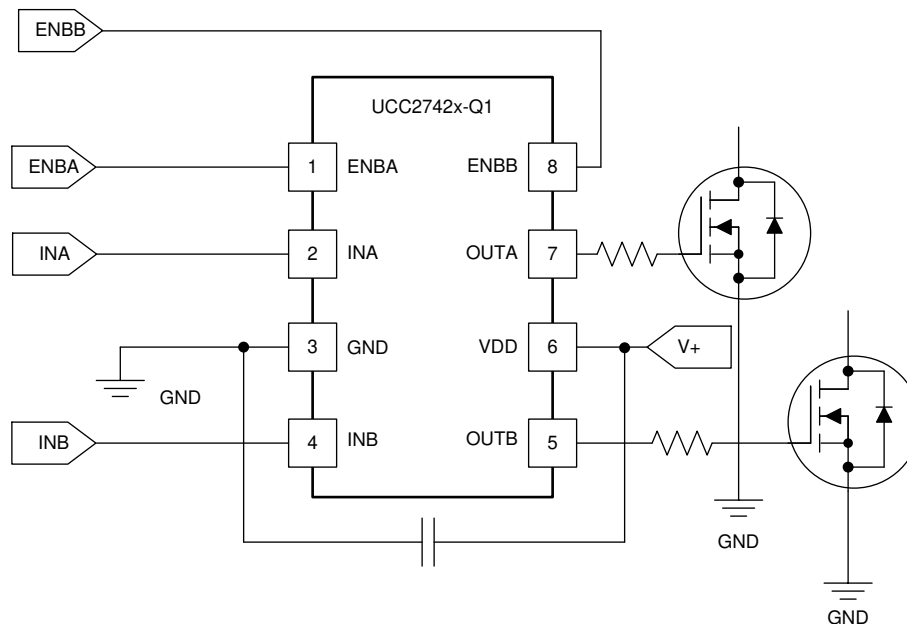 ENBB
UCC2742x-Q1
ENBA
1
ENBA
ENBB
8
INA
2
INA
OUTA
7
3
GND
VDD
6
V+
GND
INB
4
INB
OUTB
5
GND
GND